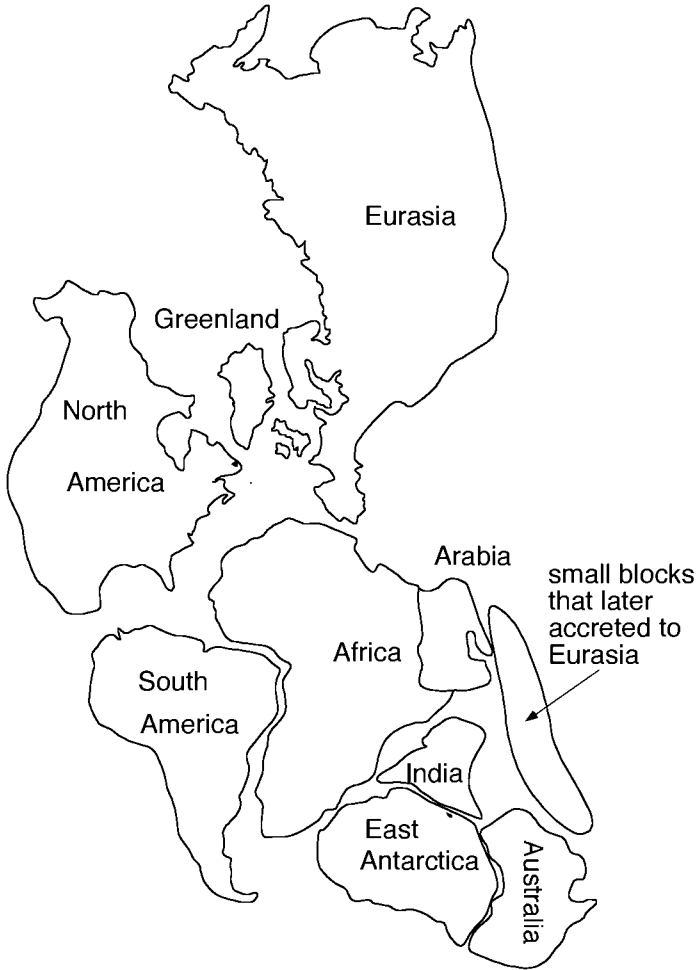 Eurasia
Greenland
North
America
Arabia
small blocks
that later
accreted to
Eurasia
Africa
South
America
India
East
Antarctica
Australia